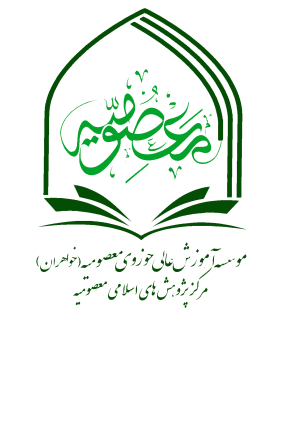 معصومیه
موسسه آموزش عالی حوزوی معصومیه (خواهران)
مرکز پژوهش های اسلامی معصومیه